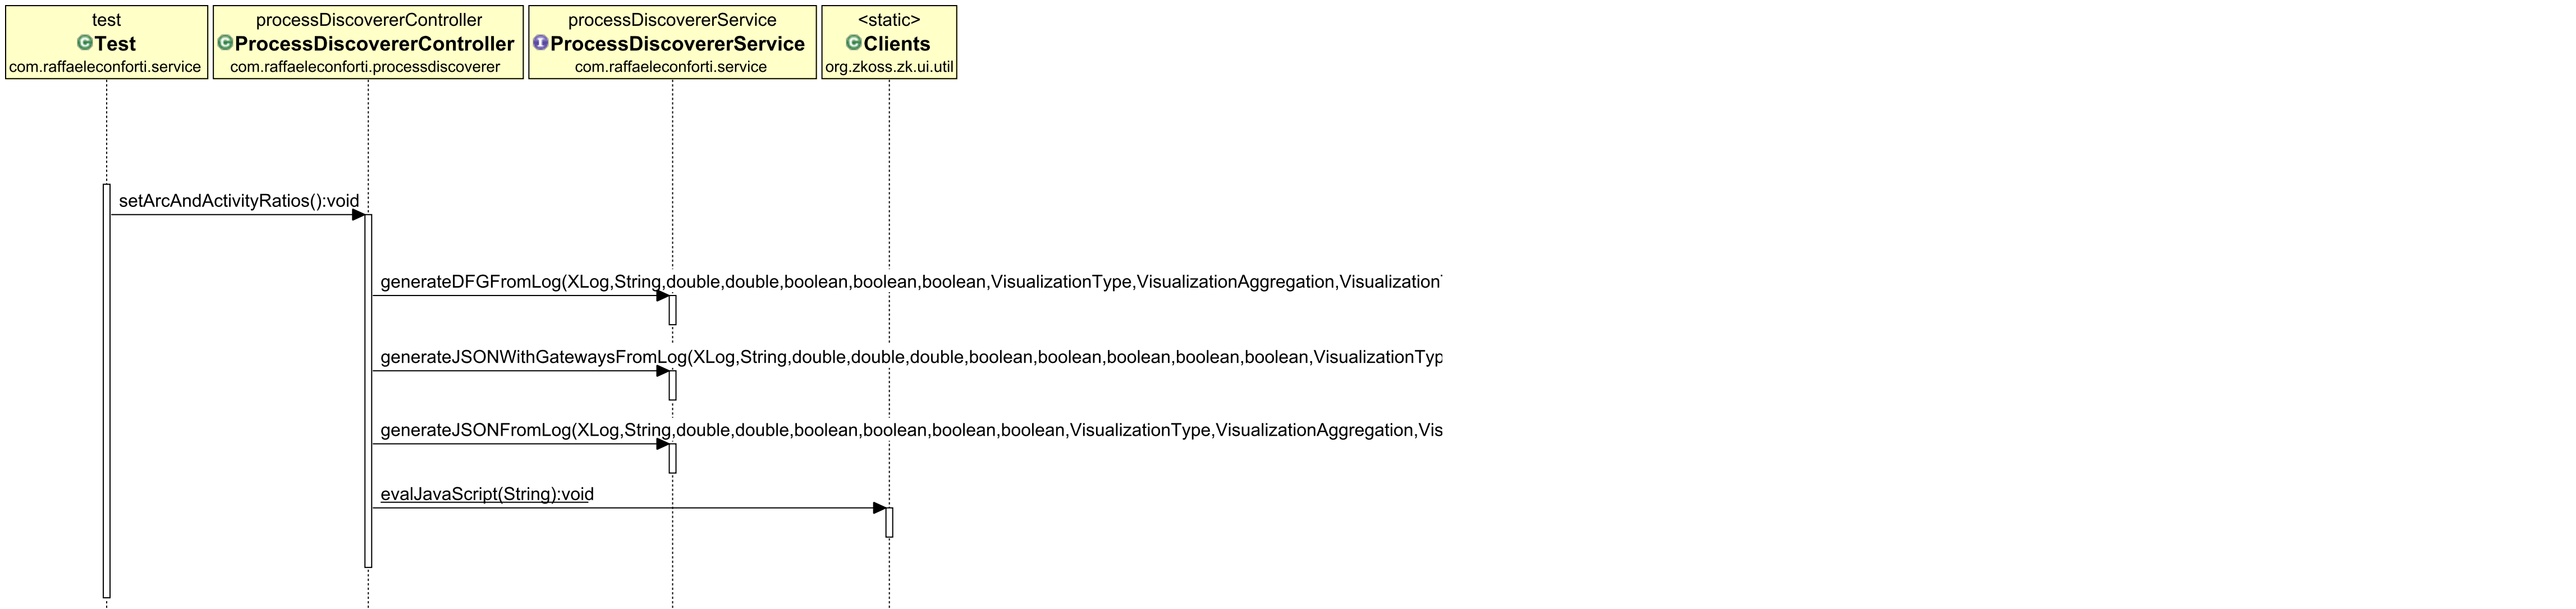 test
Test
com.raffaeleconforti.service
processDiscovererController
ProcessDiscovererController
com.raffaeleconforti.processdiscoverer
processDiscovererService
ProcessDiscovererService
com.raffaeleconforti.service
<static>
Clients
org.zkoss.zk.ui.util
setArcAndActivityRatios():void
generateDFGFromLog(XLog,String,double,double,boolean,boolean,boolean,VisualizationType,VisualizationAggregation,Visualization
generateJSONWithGatewaysFromLog(XLog,String,double,double,double,boolean,boolean,boolean,boolean,boolean,VisualizationTyp
generateJSONFromLog(XLog,String,double,double,boolean,boolean,boolean,boolean,VisualizationType,VisualizationAggregation,Vis
evalJavaScript(String):void